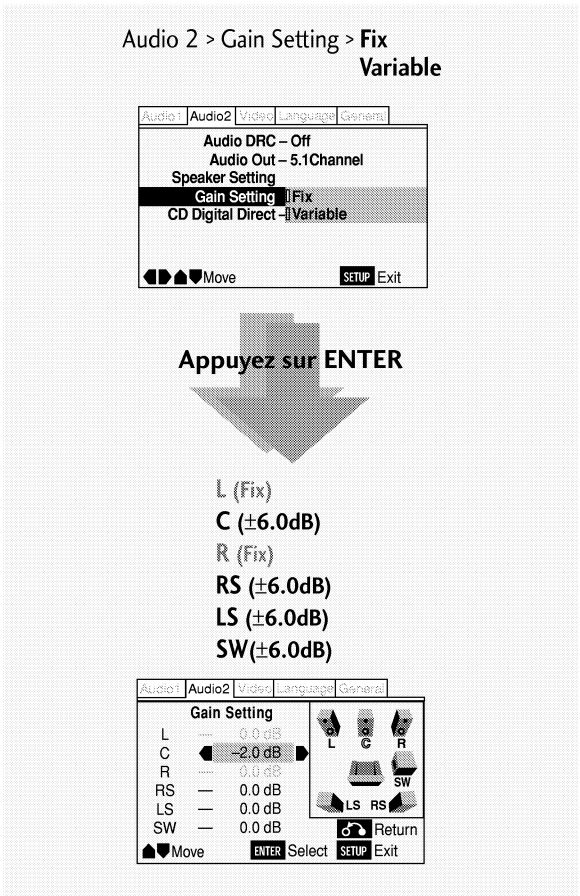 Audio 2 > Gain Setting > Fix
Variable
Audio1 Audio2 Video Language General
Audio DRC – Off
Audio Out – 5.1Channel
Speaker Setting
Gain Setting Fix
CD Digital Direct – Variable
Move SETUP Exit
Appuyez sur ENTER
L (Fix)
C (±6.0dB)
R (Fix)
RS (±6.0dB)
LS (±6.0dB)
SW(±6.0dB)
Audio1 Audio2 Video Language General
Gain Setting
L — 0.0 dB
C –2.0 dB
R — 0.0 dB
RS — 0.0 dB
LS — 0.0 dB
SW — 0.0 dB
L C R
SW
LS RS
Return
Move ENTER Select SETUP Exit